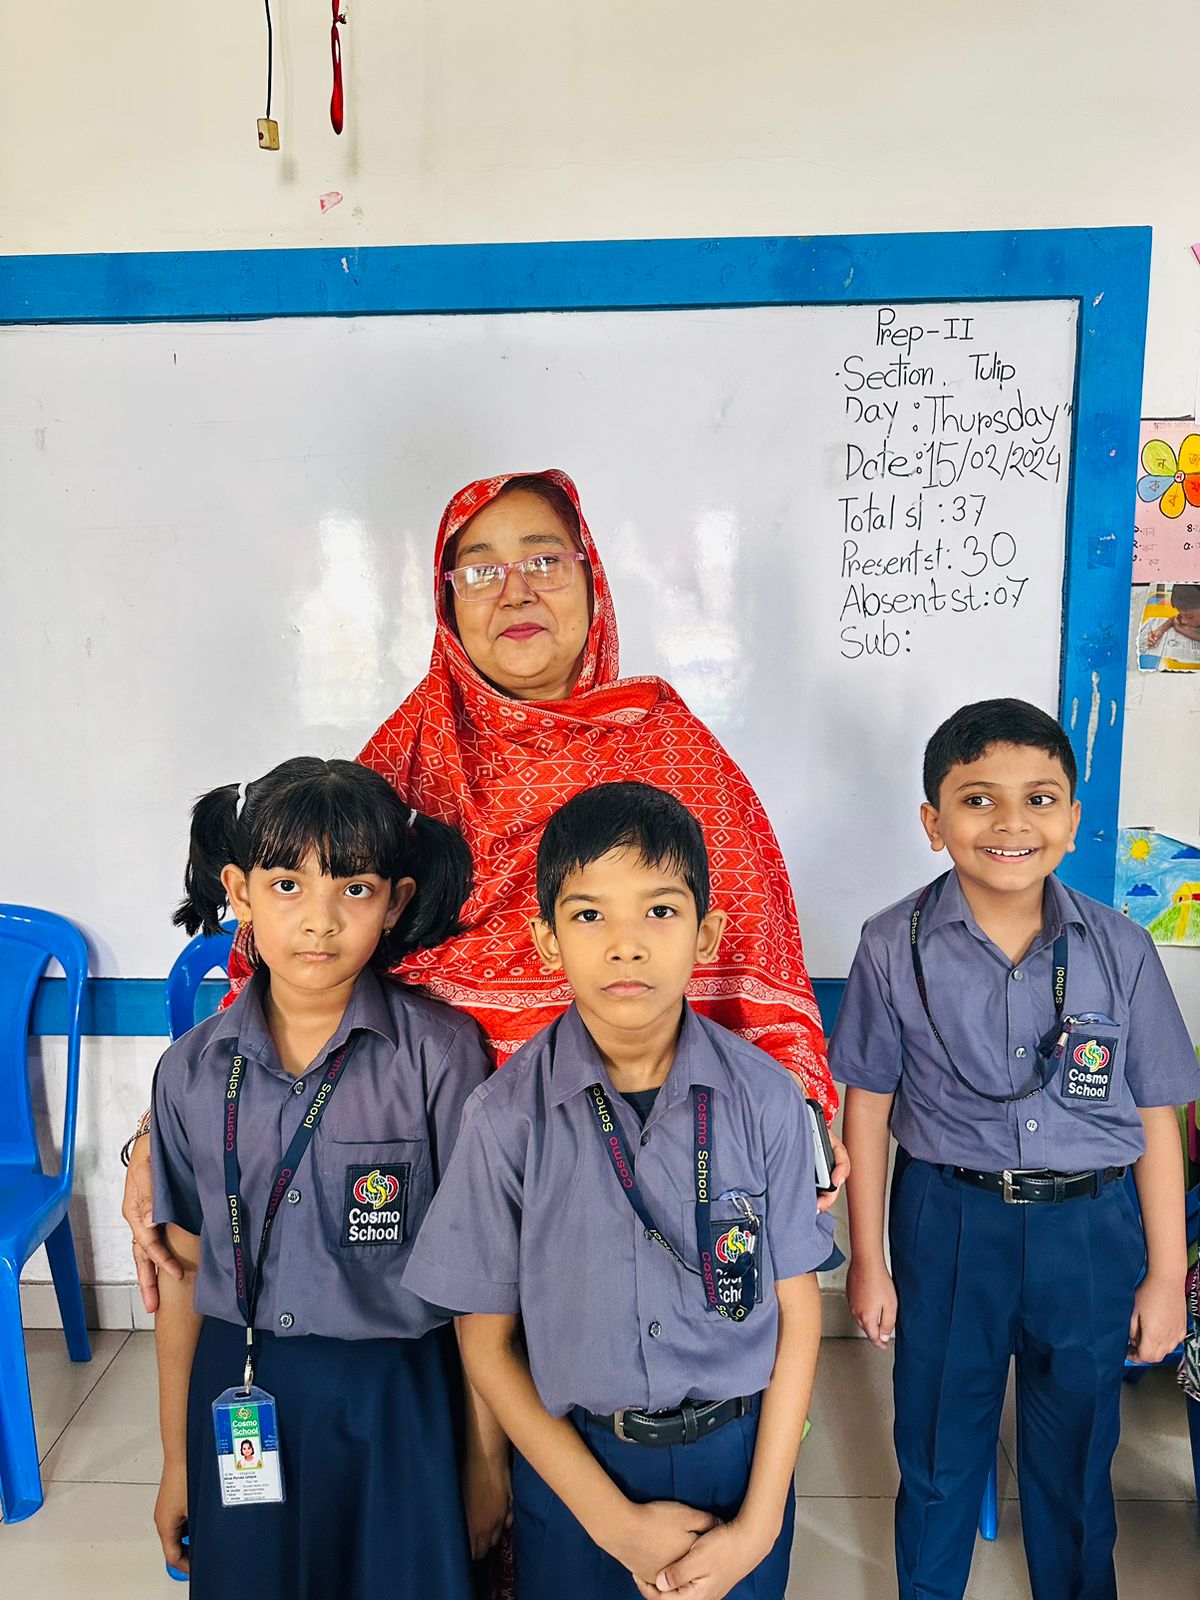 Prep-II
Section. Tulip
Day : Thursday
Date: 15/02/2024
Total st : 37
Present st: 30
Absent st: 07
Sub:
ন
ক
Cosmo School
School
School
Cosmo
School
Cosmo School
Cosmo School
Cosmo
School
Cosmo School
Cosmo School
Cosmo
Cosmo
School